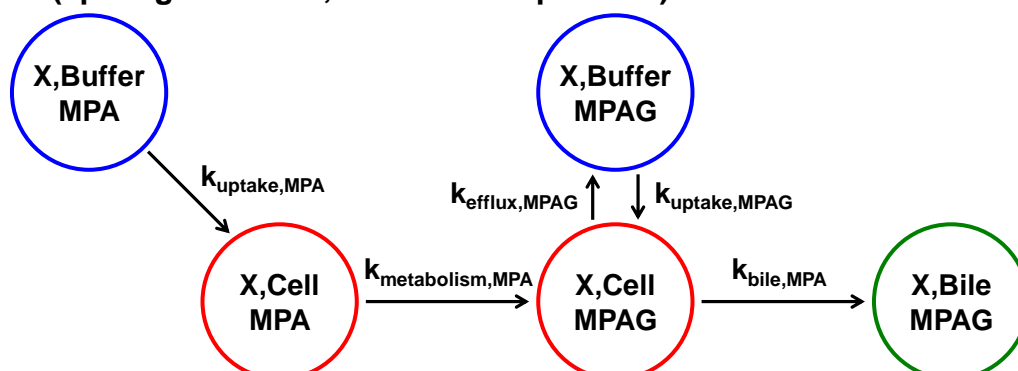 X,Buffer
MPA
X,Buffer
MPAG
kuptake,MPA
kefflux,MPAG
kuptake,MPAG
X,Cell
MPA
kmetabolism,MPA
X,Cell
MPAG
kbile,MPA
X,Bile
MPAG